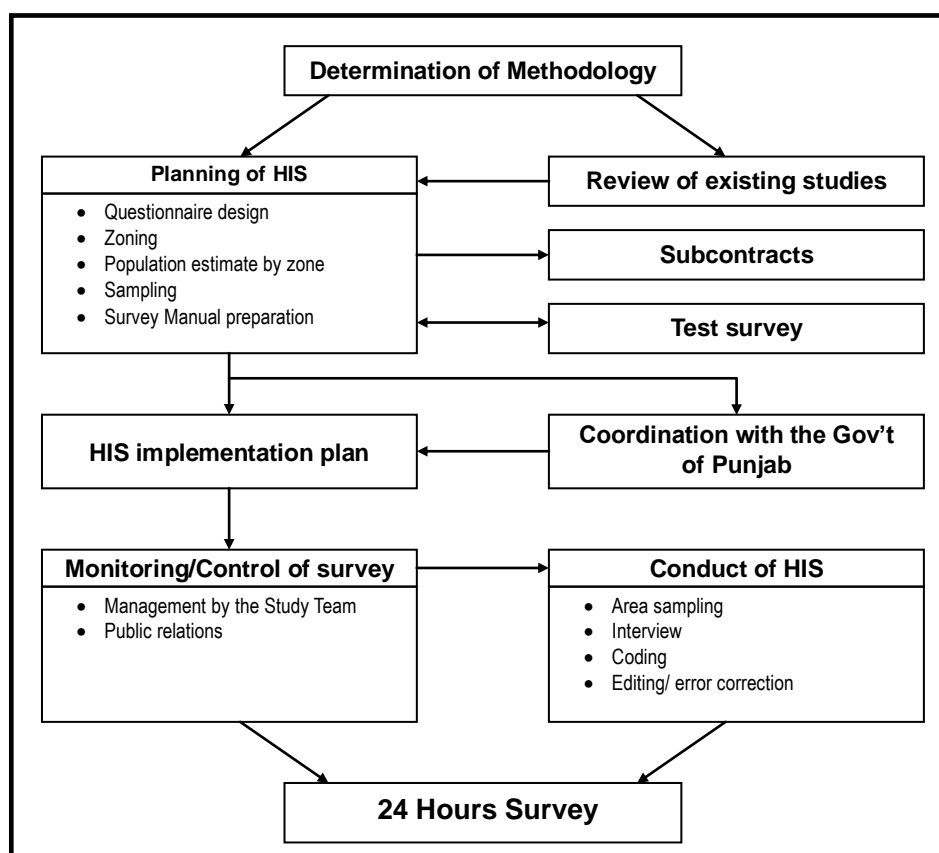 Determination of Methodology
Planning of HIS
• Questionnaire design
• Zoning
• Population estimate by zone
• Sampling
• Survey Manual preparation
Review of existing studies
Subcontracts
Test survey
HIS implementation plan
Coordination with the Gov't
of Punjab
Monitoring/Control of survey
• Management by the Study Team
• Public relations
Conduct of HIS
• Area sampling
• Interview
• Coding
• Editing/ error correction
24 Hours Survey